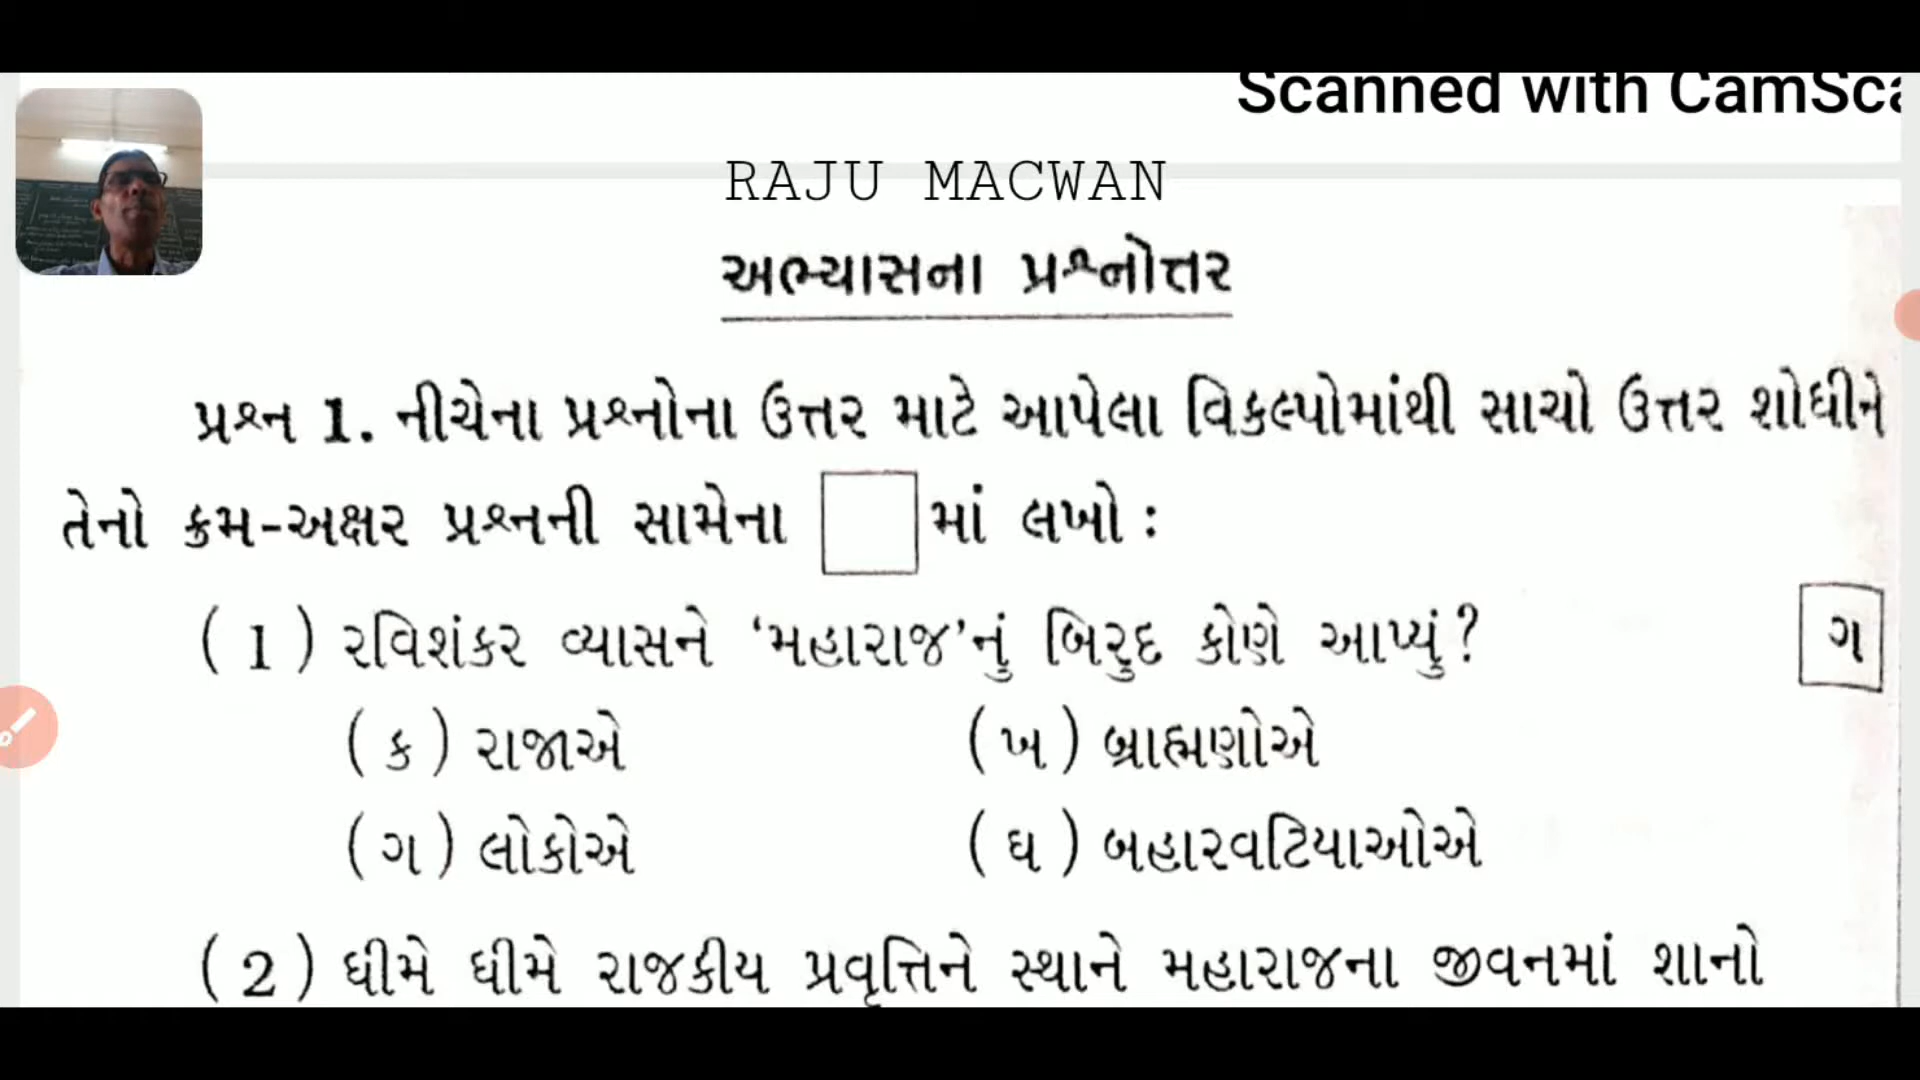 Scanned with CamSca
RAJU MACWAN
અભ્યાસના પ્રશ્નોત્તર
પ્રશ્ન 1. નીચેના પ્રશ્નોના ઉત્તર માટે આપેલા વિકલ્પોમાંથી સાચો ઉત્તર શોધીને
તેનો ક્રમ-અક્ષર પ્રશ્નની સામેના માં લખો :
(1) રવિશંકર વ્યાસને ‘મહારાજ’નું બિરુદ કોણે આપ્યું? ગ
(ક) રાજાએ (ખ) બ્રાહ્મણોએ
(ગ) લોકોએ (ઘ) બહારવટિયાઓએ
(2) ધીમે ધીમે રાજકીય પ્રવૃત્તિને સ્થાને મહારાજના જીવનમાં શાનો